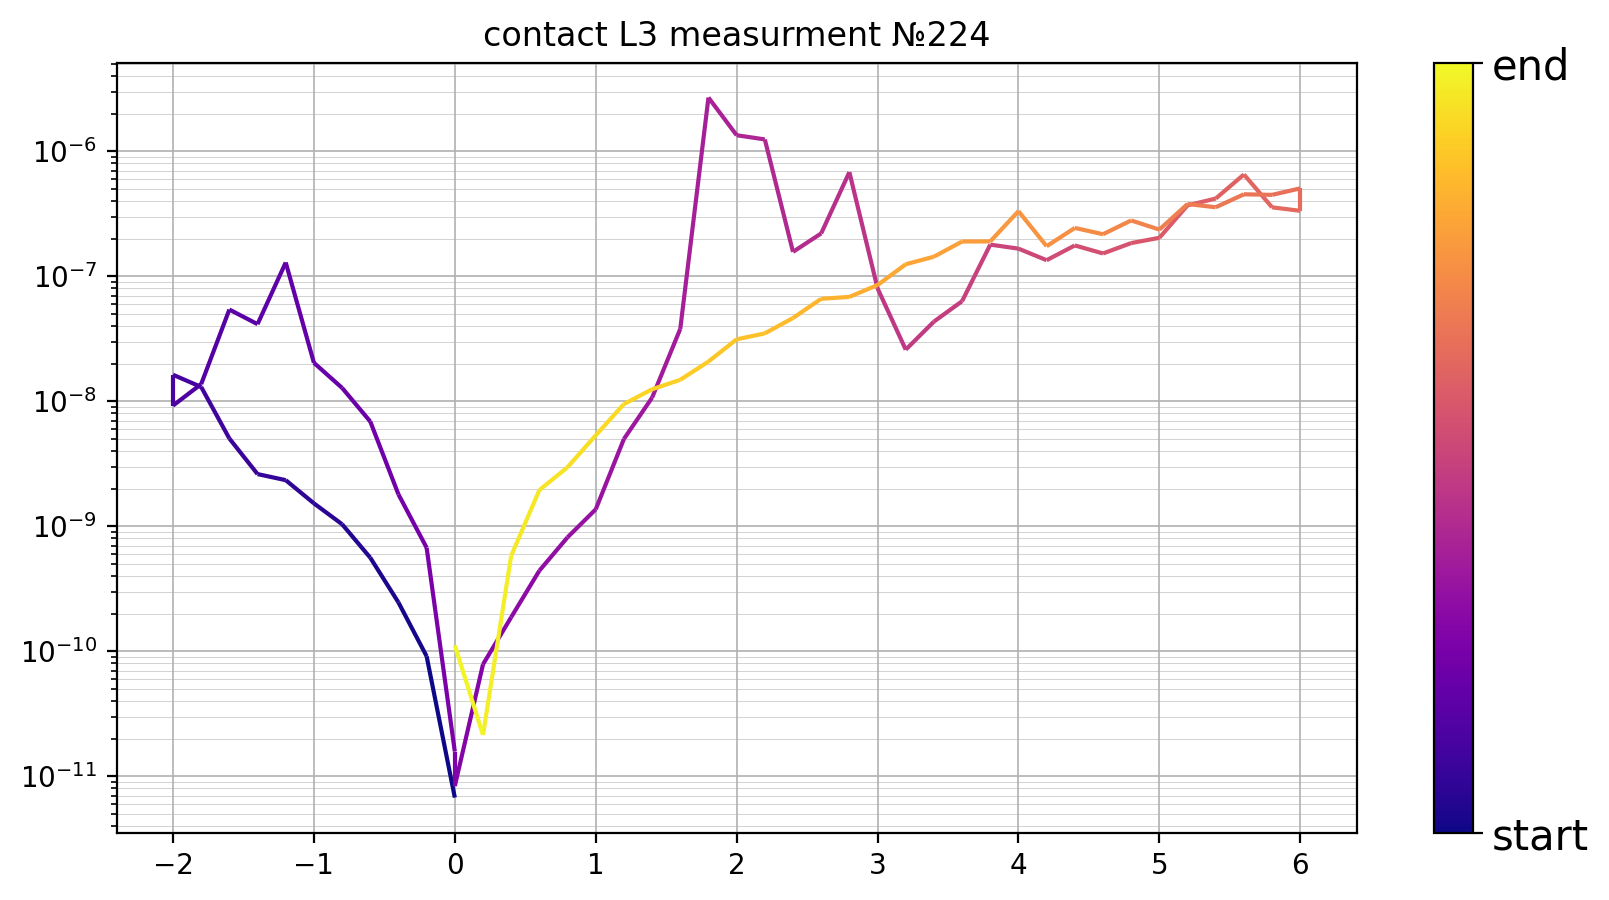 contact L3 measurment №224
end
10⁻⁶
10⁻⁷
10⁻⁸
10⁻⁹
10⁻¹⁰
10⁻¹¹
start
−2 −1 0 1 2 3 4 5 6